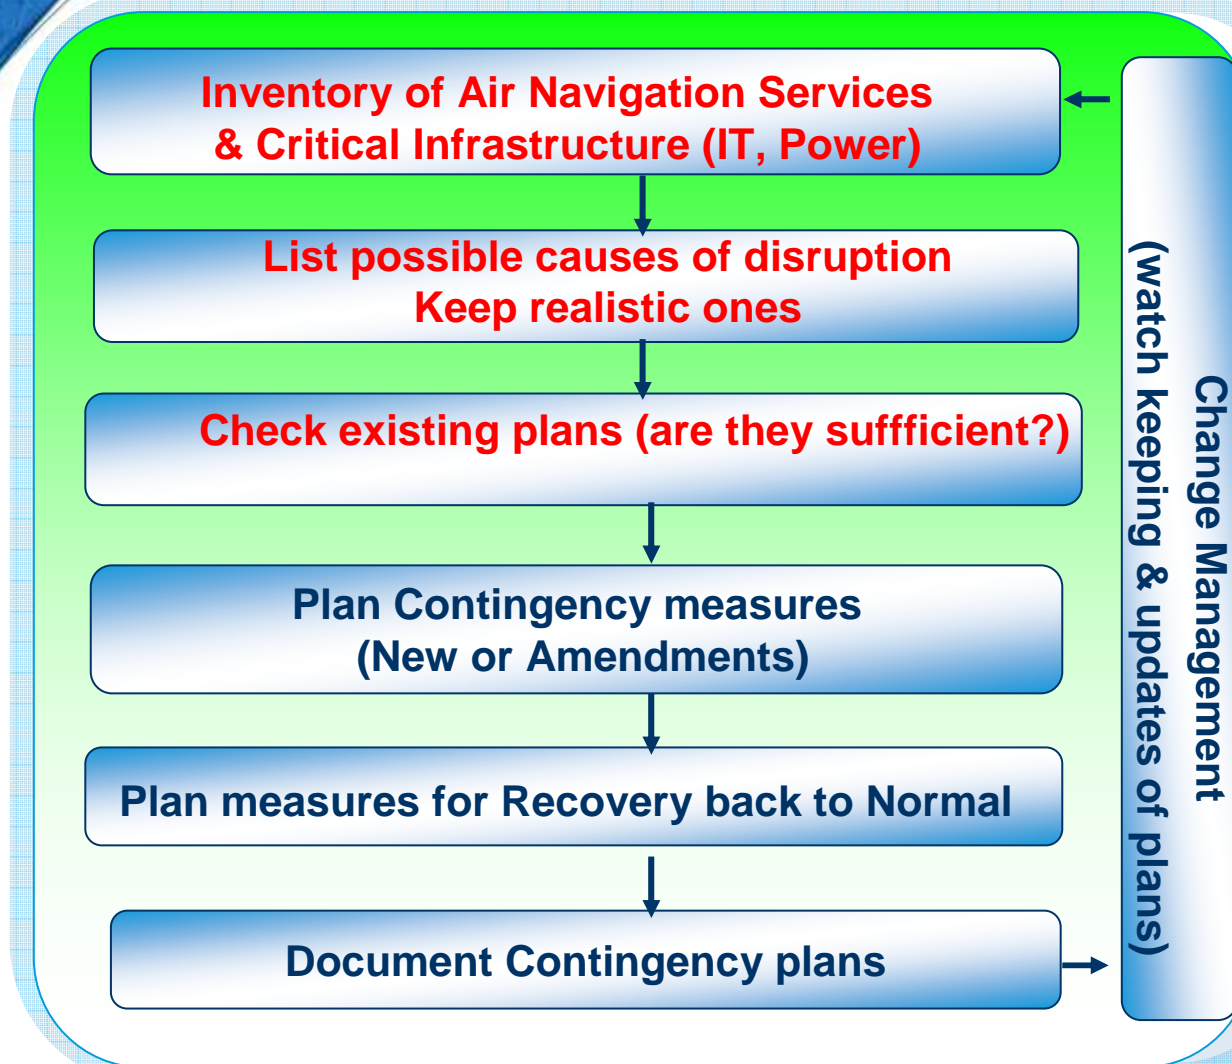 Inventory of Air Navigation Services
& Critical Infrastructure (IT, Power)
List possible causes of disruption
Keep realistic ones
Check existing plans (are they suffficient?)
Plan Contingency measures
(New or Amendments)
Plan measures for Recovery back to Normal
Document Contingency plans
Change Management
(watch keeping & updates of plans)